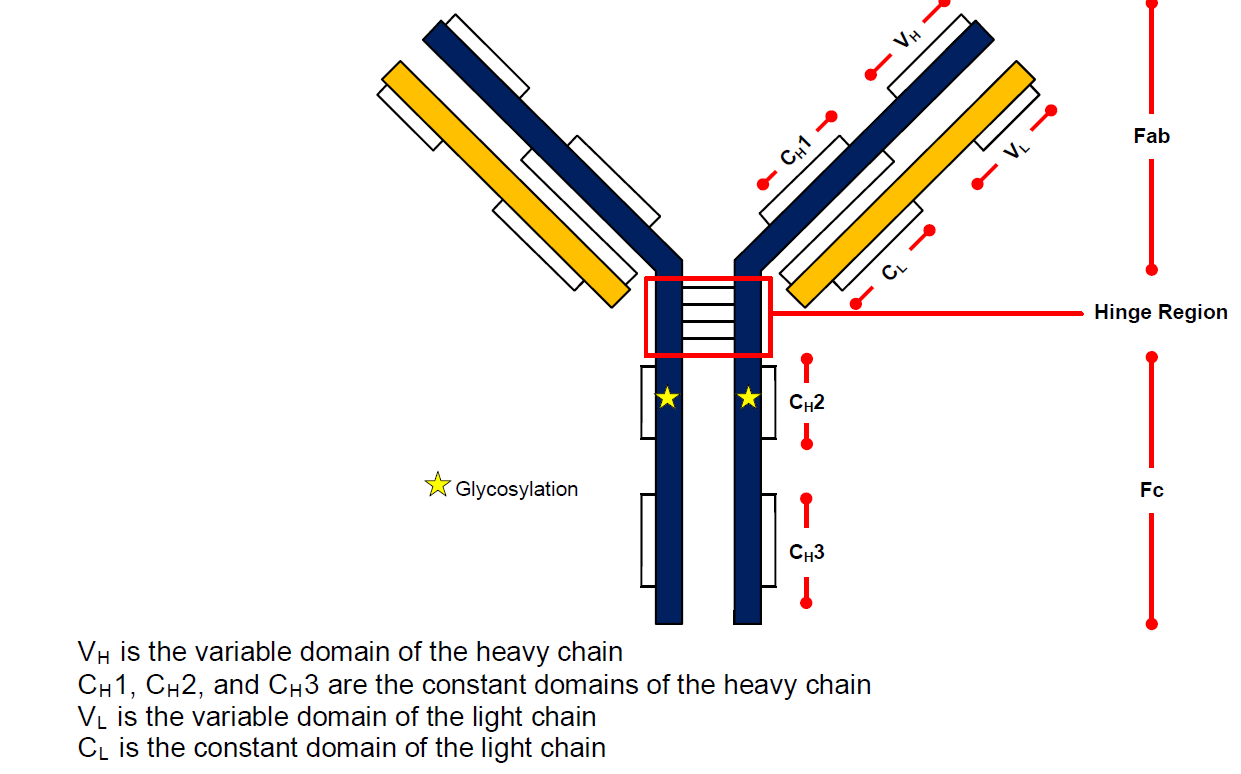 VH
CH1
VL
Fab
CL
Hinge Region
CH2
Glycosylation
Fc
CH3
VH is the variable domain of the heavy chain
CH1, CH2, and CH3 are the constant domains of the heavy chain
VL is the variable domain of the light chain
CL is the constant domain of the light chain